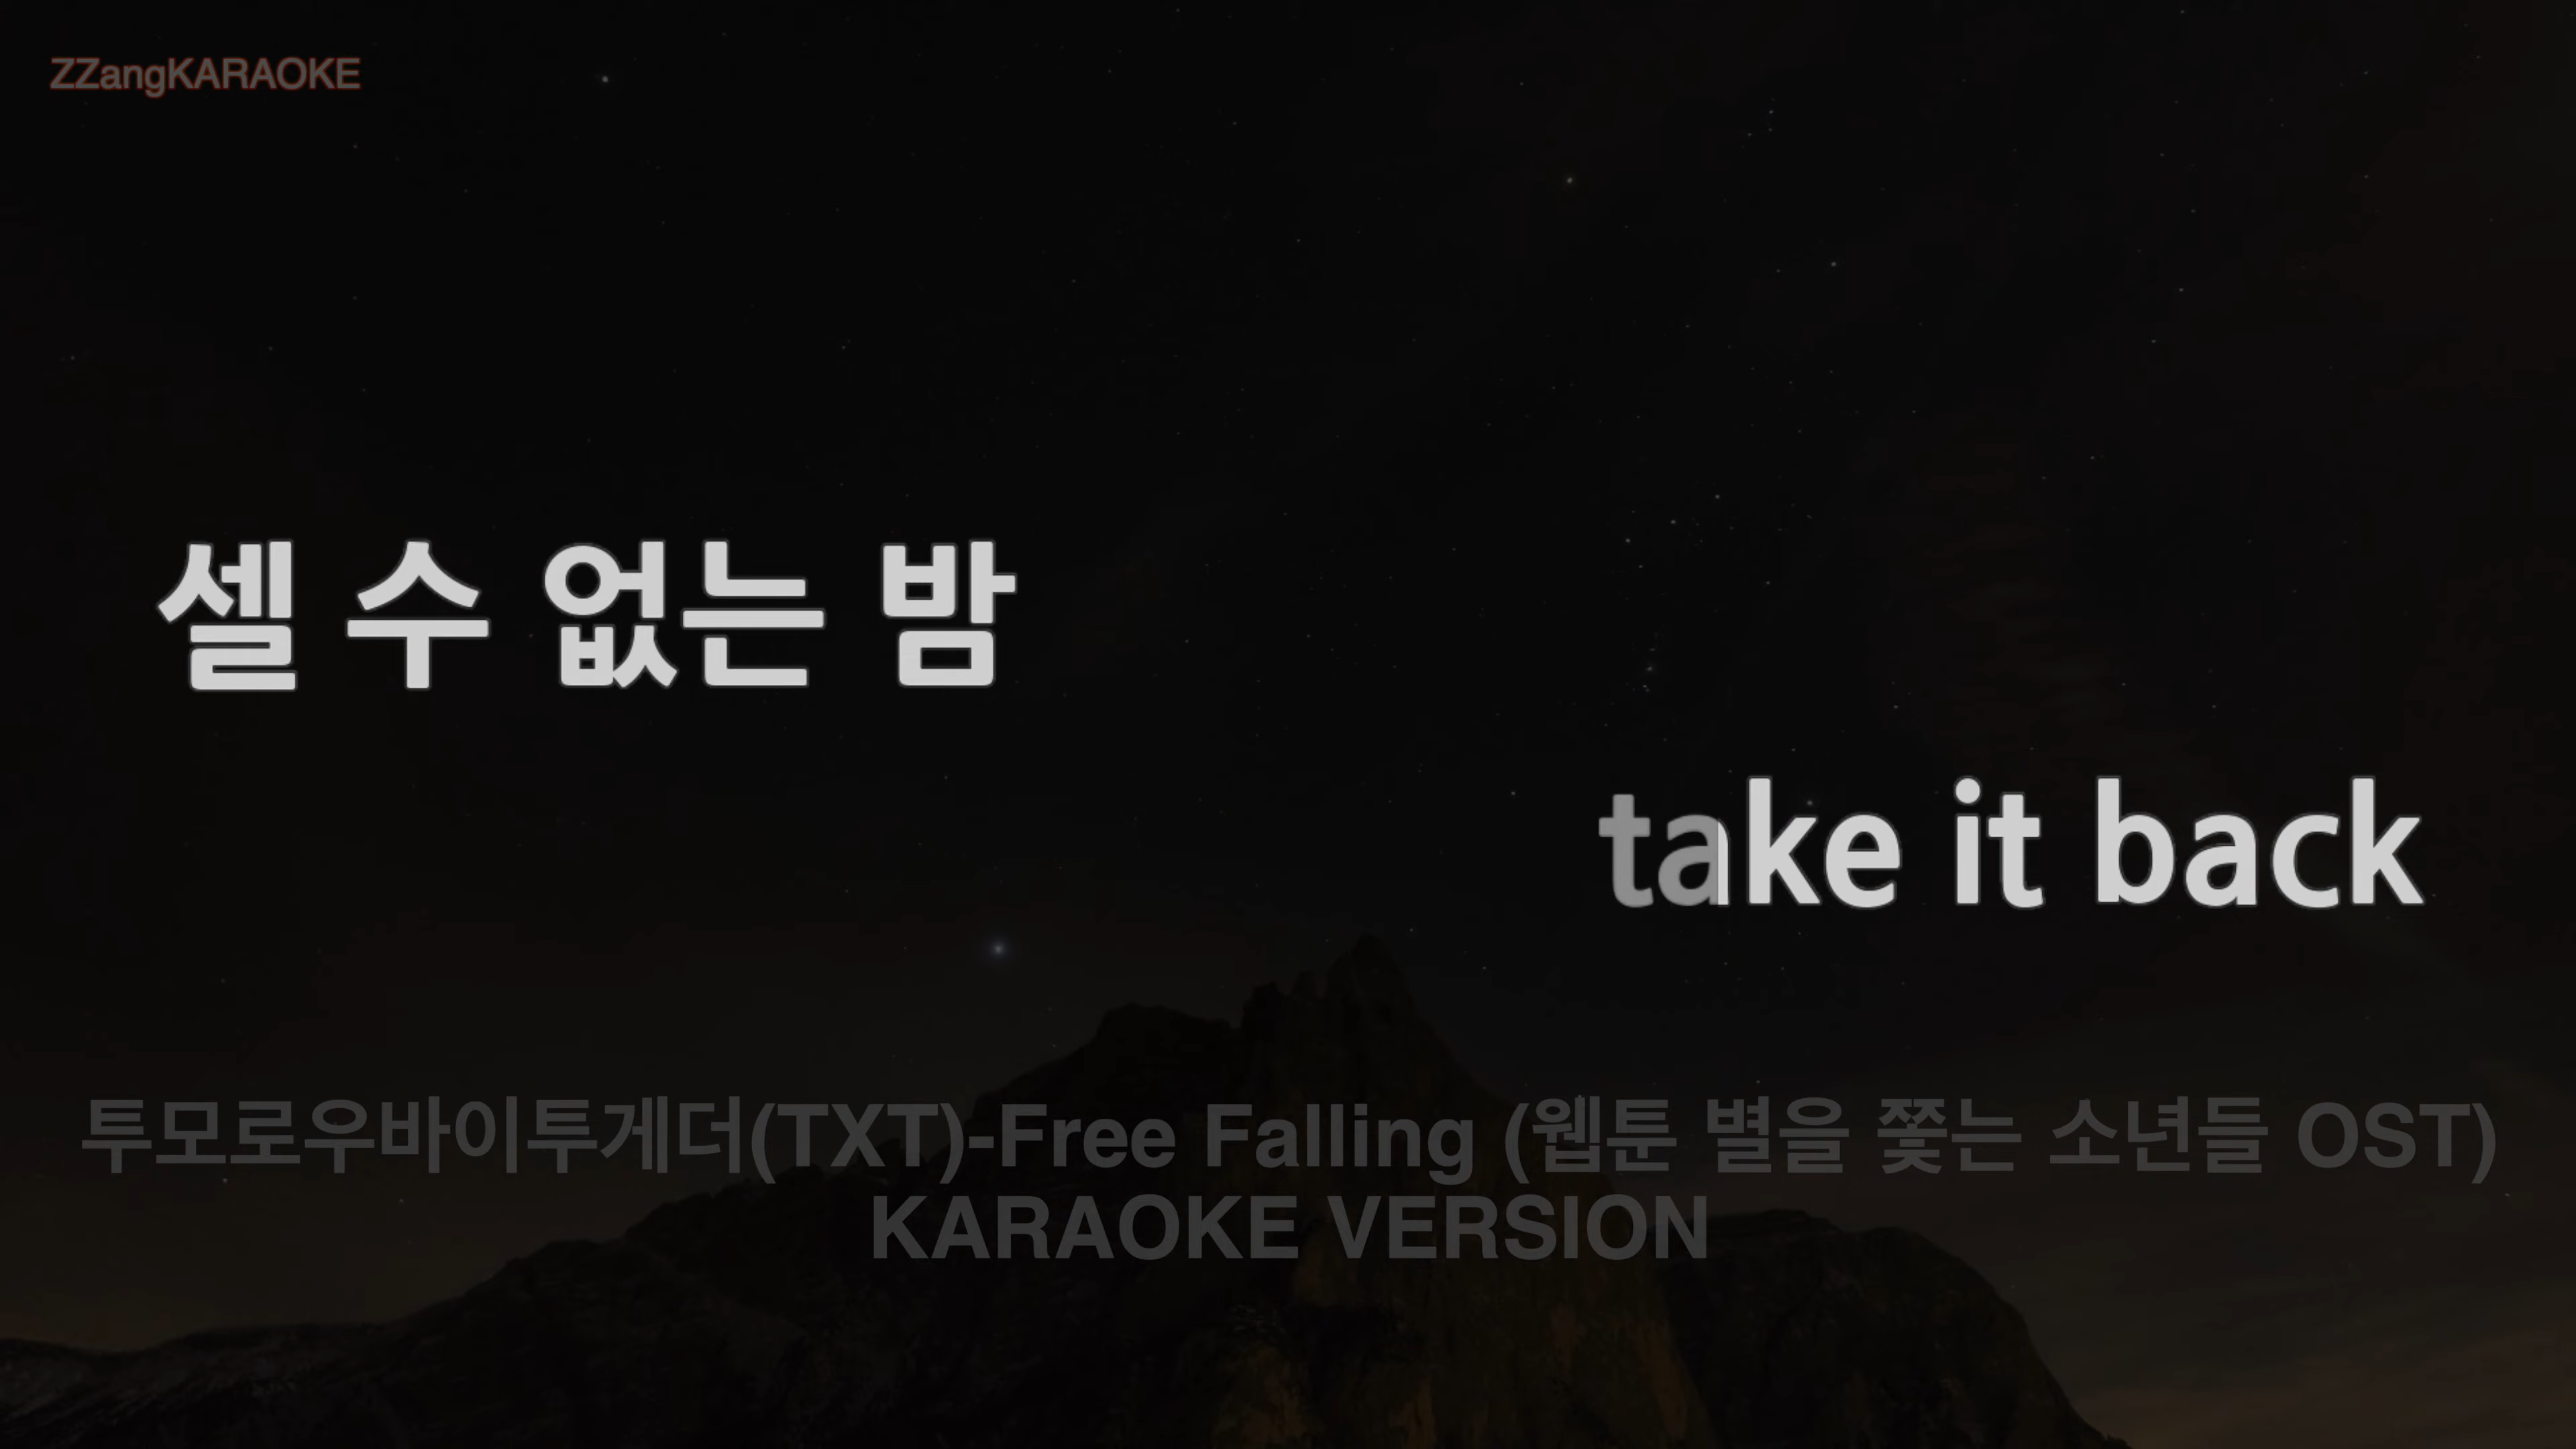 ZZangKARAOKE
셀 수 없는 밤
take it back
투모로우바이투게더(TXT)-Free Falling (웹툰 별을 쫓는 소년들 OST)
KARAOKE VERSION